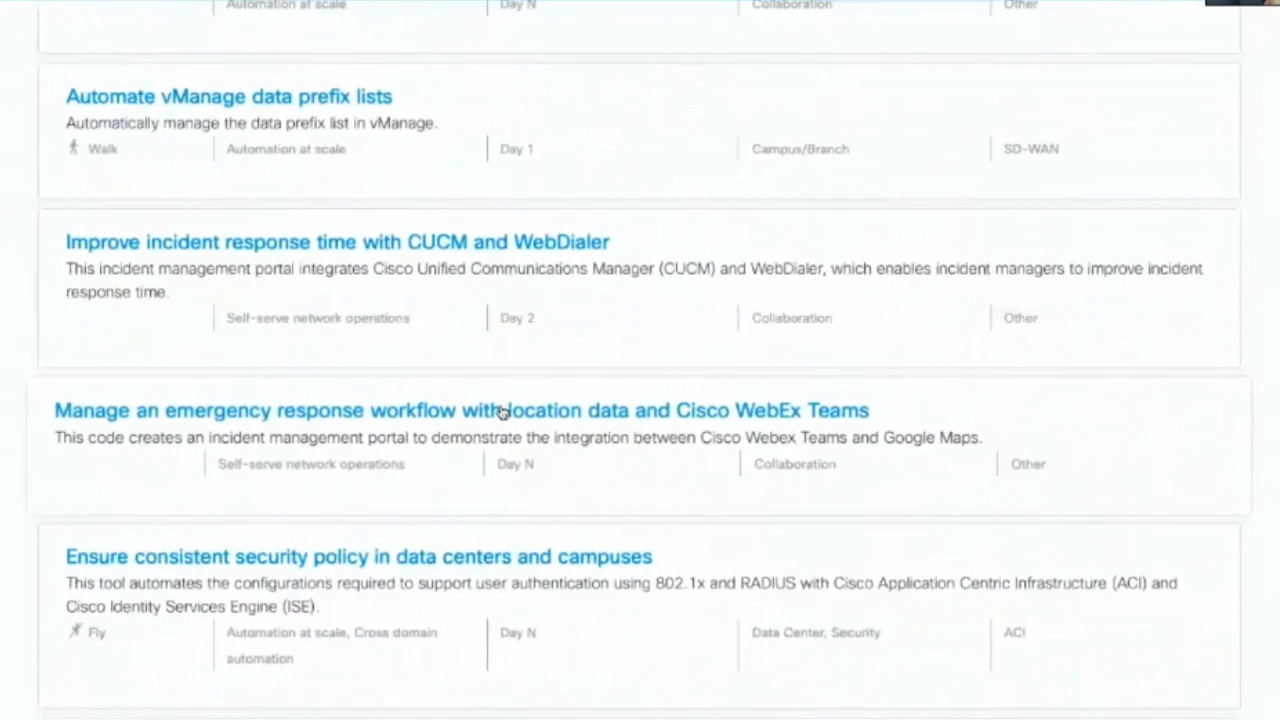 Automation at scale
Day N
Collaboration
Other
Automate vManage data prefix lists
Automatically manage the data prefix list in vManage.
Walk
Automation at scale
Day 1
Campus/Branch
SD-WAN
Improve incident response time with CUCM and WebDialer
This incident management portal integrates Cisco Unified Communications Manager (CUCM) and WebDialer, which enables incident managers to improve incident
response time.
Self-serve network operations
Day 2
Collaboration
Other
Manage an emergency response workflow with location data and Cisco WebEx Teams
This code creates an incident management portal to demonstrate the integration between Cisco Webex Teams and Google Maps.
Self-serve network operations
Day N
Collaboration
Other
Ensure consistent security policy in data centers and campuses
This tool automates the configurations required to support user authentication using 802.1x and RADIUS with Cisco Application Centric Infrastructure (ACI) and
Cisco Identity Services Engine (ISE).
Fly
Automation at scale, Cross domain
automation
Day N
Data Center, Security
ACI